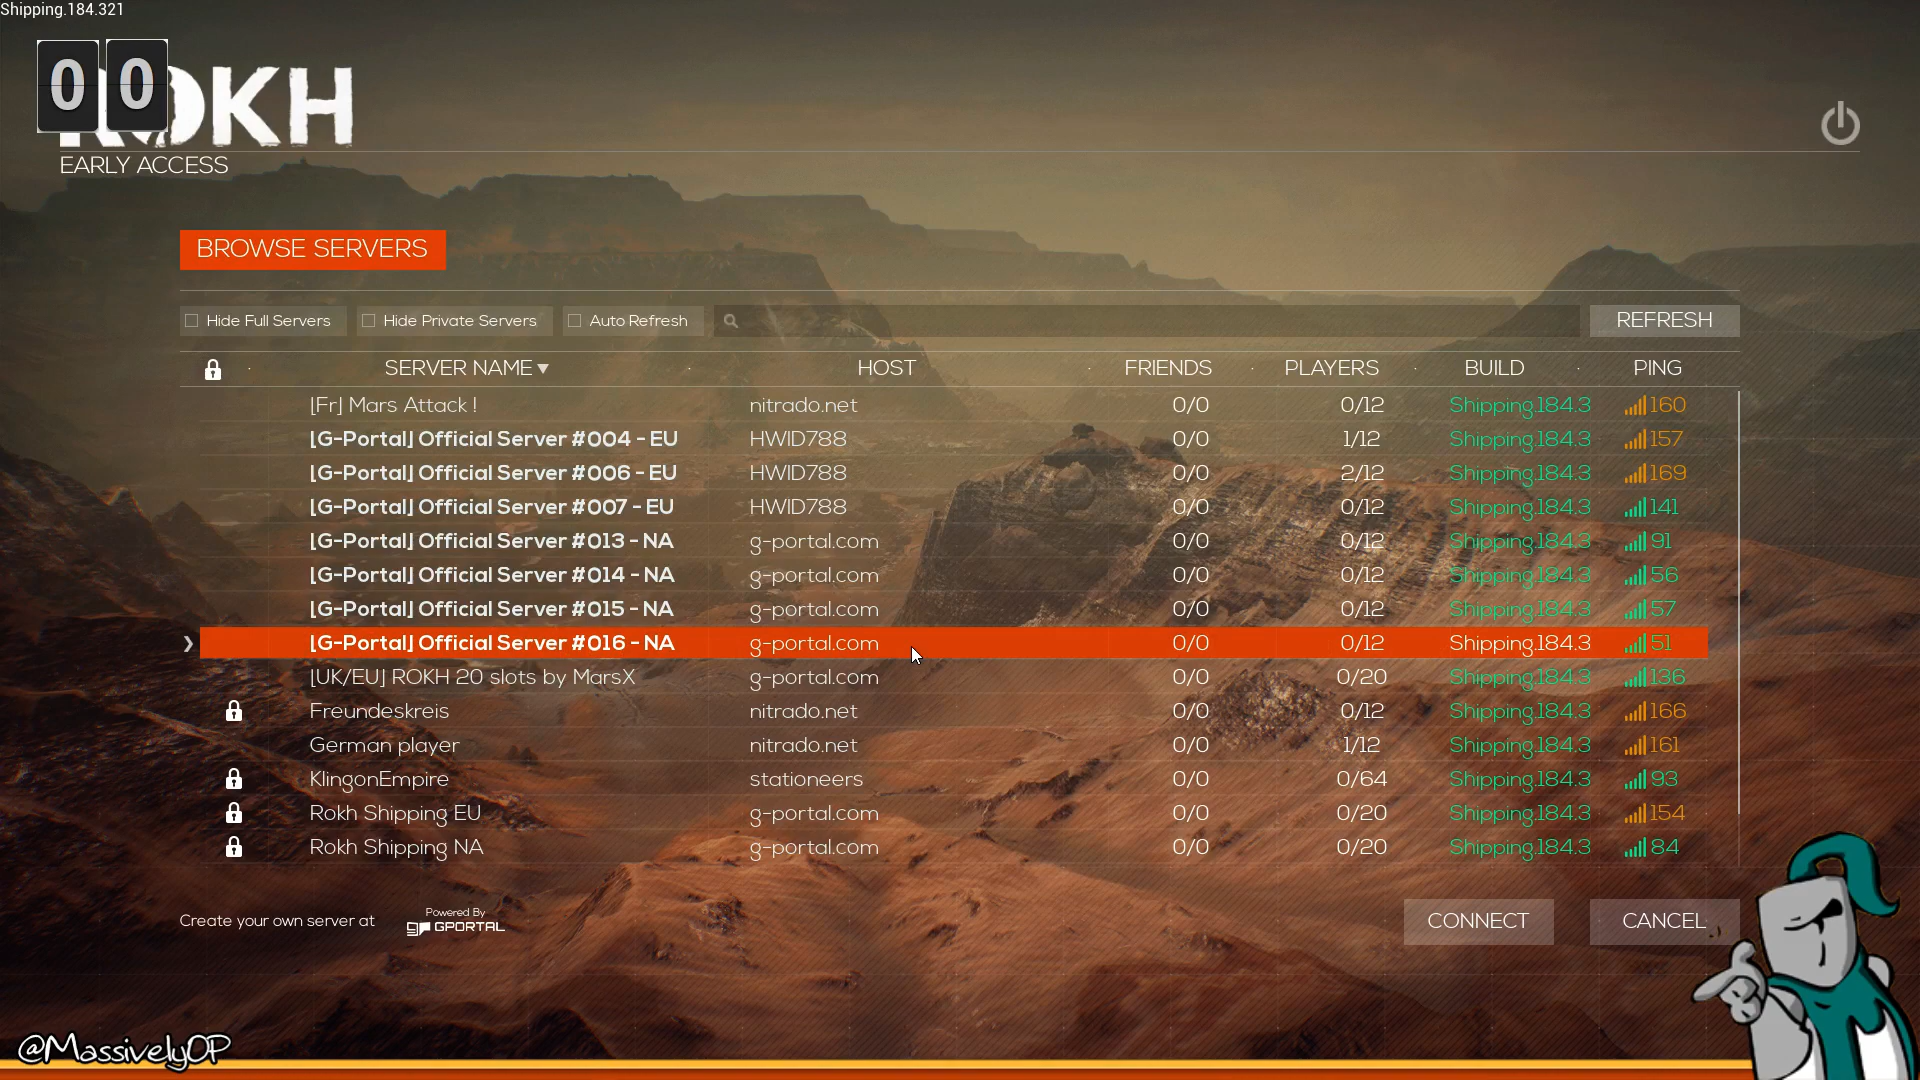 Shipping.184.321
00
ROKH
EARLY ACCESS
BROWSE SERVERS
Hide Full Servers Hide Private Servers Auto Refresh REFRESH
SERVER NAME HOST FRIENDS PLAYERS BUILD PING
[Fr] Mars Attack ! nitrado.net 0/0 0/12 Shipping.184.3 160
[G-Portal] Official Server #004 - EU HWID788 0/0 1/12 Shipping.184.3 157
[G-Portal] Official Server #006 - EU HWID788 0/0 2/12 Shipping.184.3 169
[G-Portal] Official Server #007 - EU HWID788 0/0 0/12 Shipping.184.3 141
[G-Portal] Official Server #013 - NA g-portal.com 0/0 0/12 Shipping.184.3 91
[G-Portal] Official Server #014 - NA g-portal.com 0/0 0/12 Shipping.184.3 56
[G-Portal] Official Server #015 - NA g-portal.com 0/0 0/12 Shipping.184.3 57
[G-Portal] Official Server #016 - NA g-portal.com 0/0 0/12 Shipping.184.3 51
[UK/EU] ROKH 20 slots by MarsX g-portal.com 0/0 0/20 Shipping.184.3 136
Freundeskreis nitrado.net 0/0 0/12 Shipping.184.3 166
German player nitrado.net 0/0 1/12 Shipping.184.3 161
KlingonEmpire stationeers 0/0 0/64 Shipping.184.3 93
Rokh Shipping EU g-portal.com 0/0 0/20 Shipping.184.3 154
Rokh Shipping NA g-portal.com 0/0 0/20 Shipping.184.3 84
Create your own server at
Powered By
GPORTAL
CONNECT CANCEL
@MassivelyOP